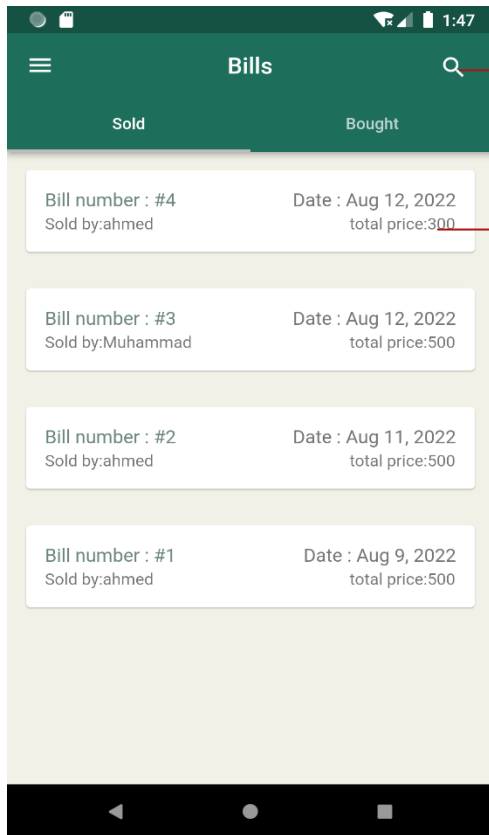 1:47
Bills
Sold Bought
Bill number : #4 Date : Aug 12, 2022
Sold by:ahmed total price:300
Bill number : #3 Date : Aug 12, 2022
Sold by:Muhammad total price:500
Bill number : #2 Date : Aug 11, 2022
Sold by:ahmed total price:500
Bill number : #1 Date : Aug 9, 2022
Sold by:ahmed total price:500